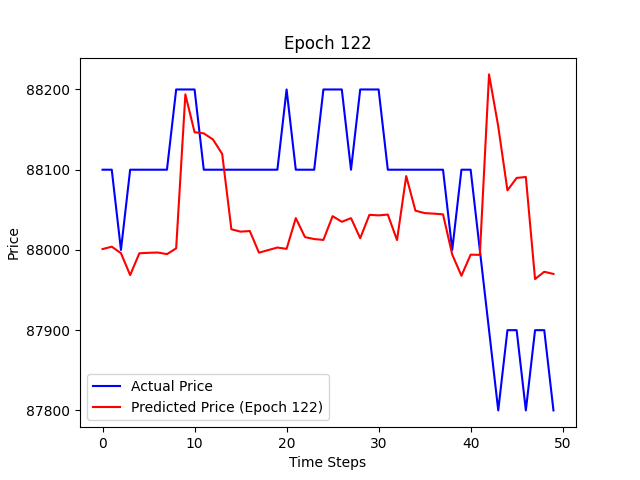 Epoch 122
Price
88200
88100
88000
87900
87800
Actual Price
Predicted Price (Epoch 122)
0 10 20 30 40 50
Time Steps